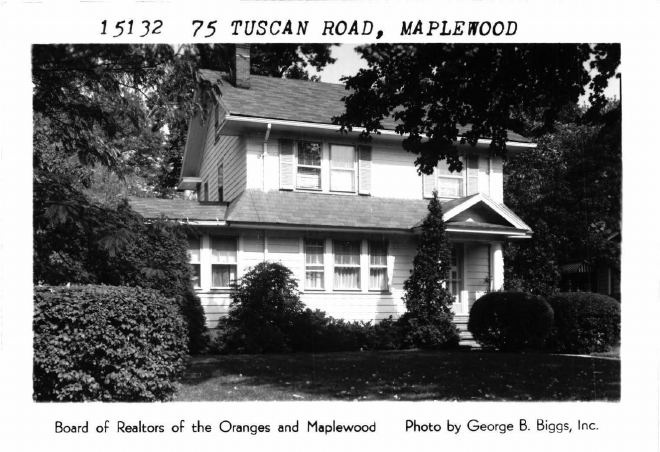 15132 75 TUSCAN ROAD, MAPLEWOOD
Board of Realtors of the Oranges and Maplewood Photo by George B. Biggs, Inc.